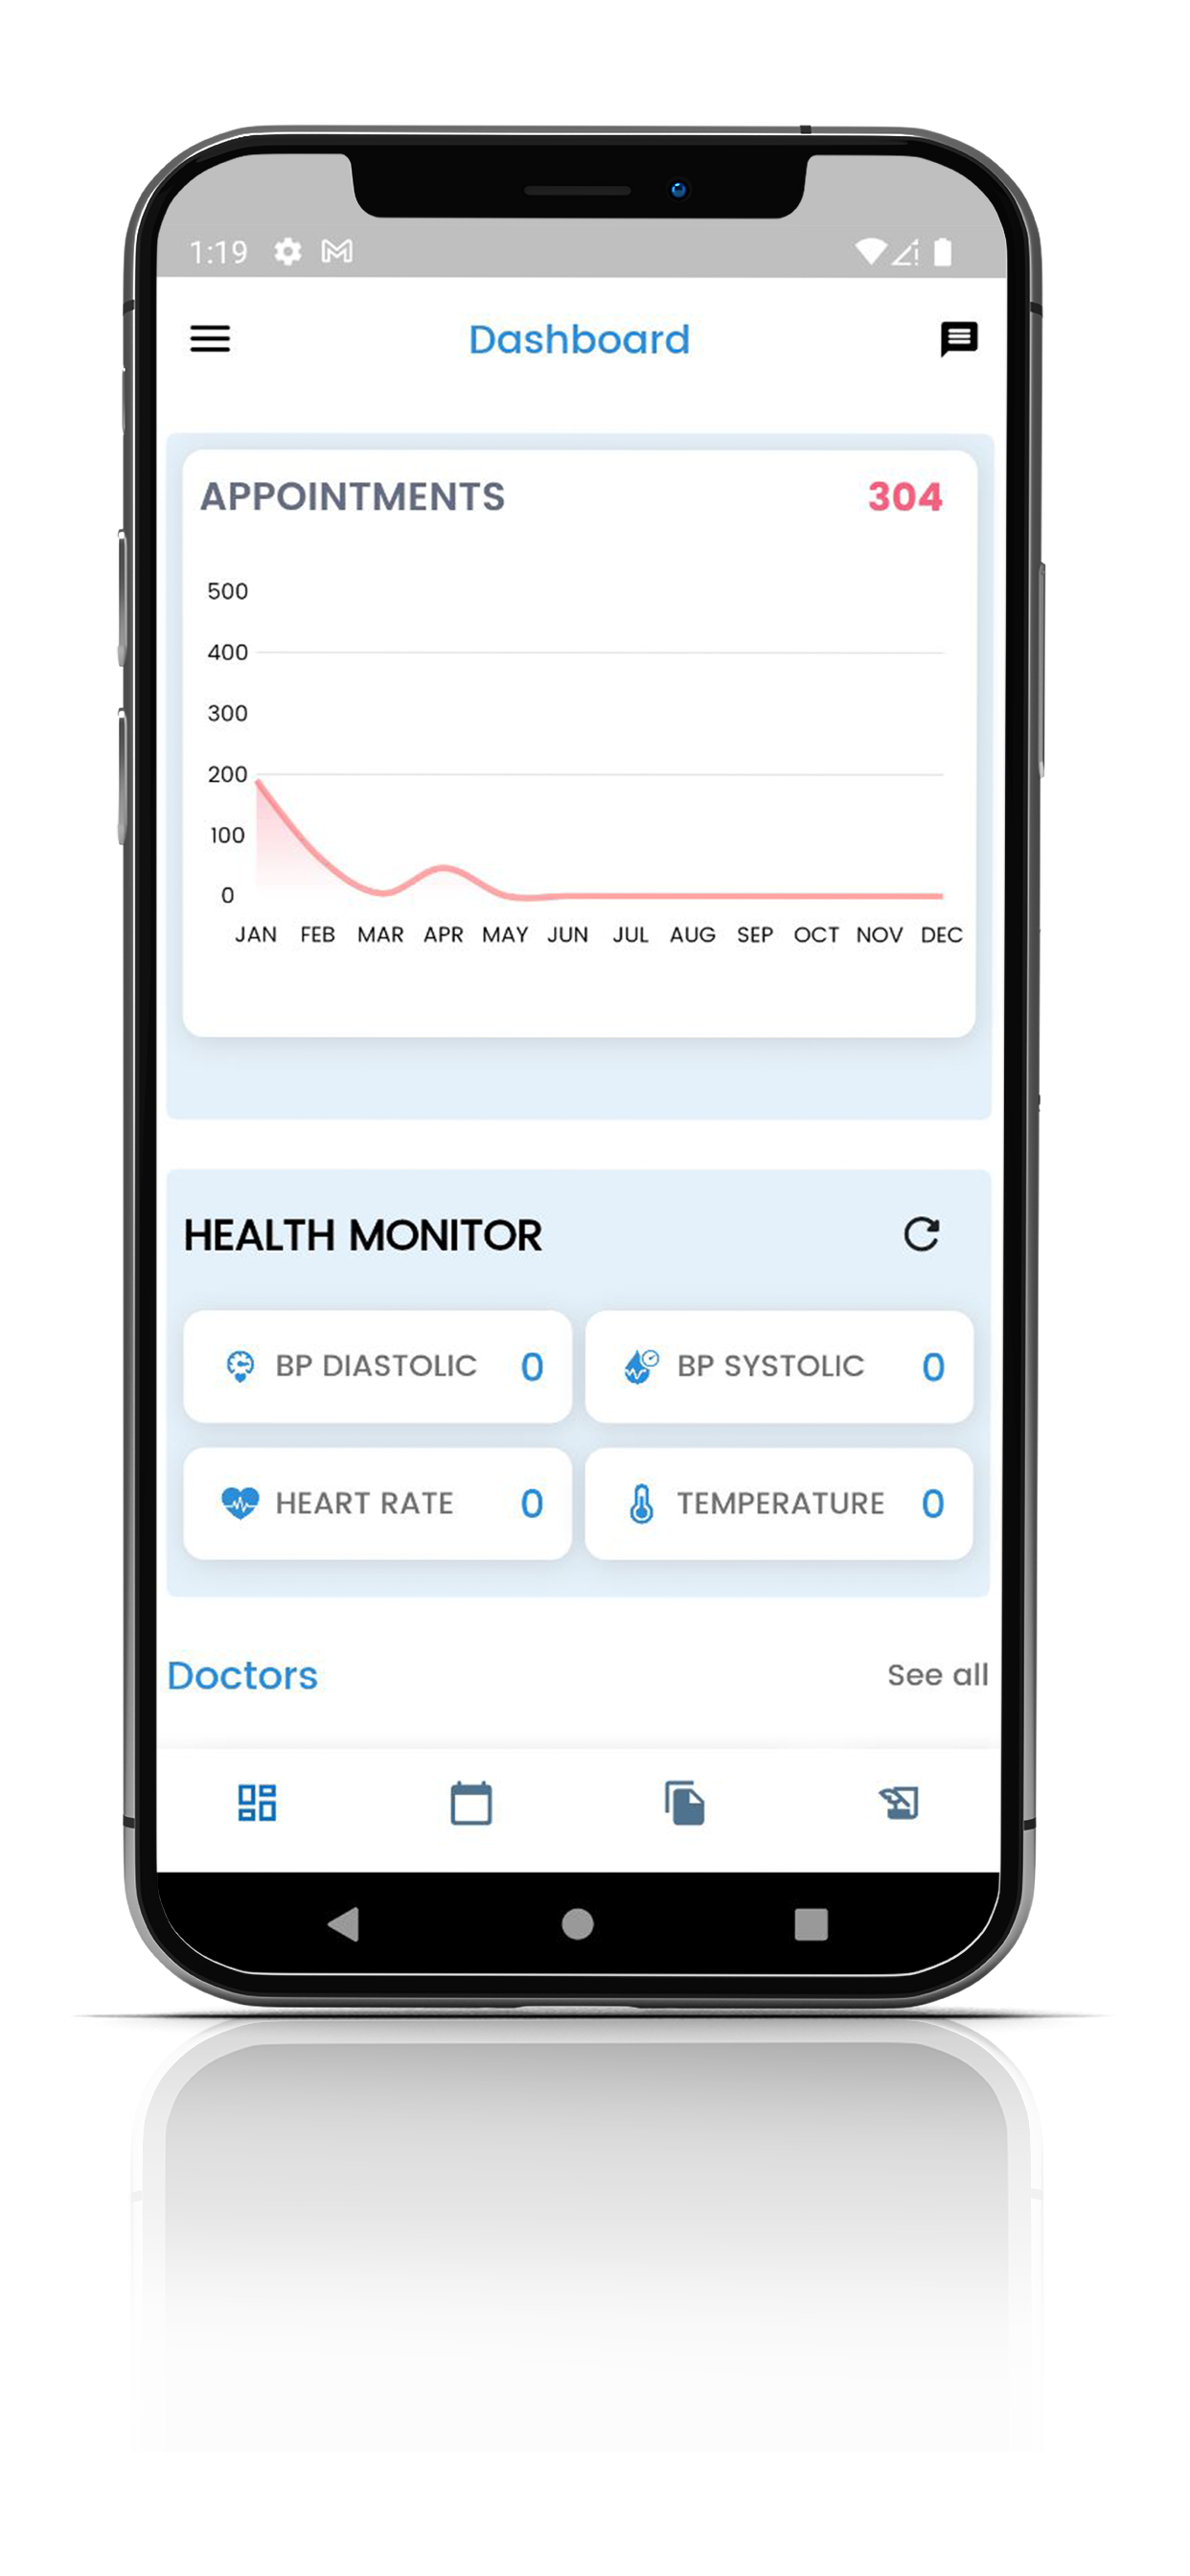 1:19
Dashboard
APPOINTMENTS 304
500
400
300
200
100
0
JAN FEB MAR APR MAY JUN JUL AUG SEP OCT NOV DEC
HEALTH MONITOR
BP DIASTOLIC 0 BP SYSTOLIC 0
HEART RATE 0 TEMPERATURE 0
Doctors See all